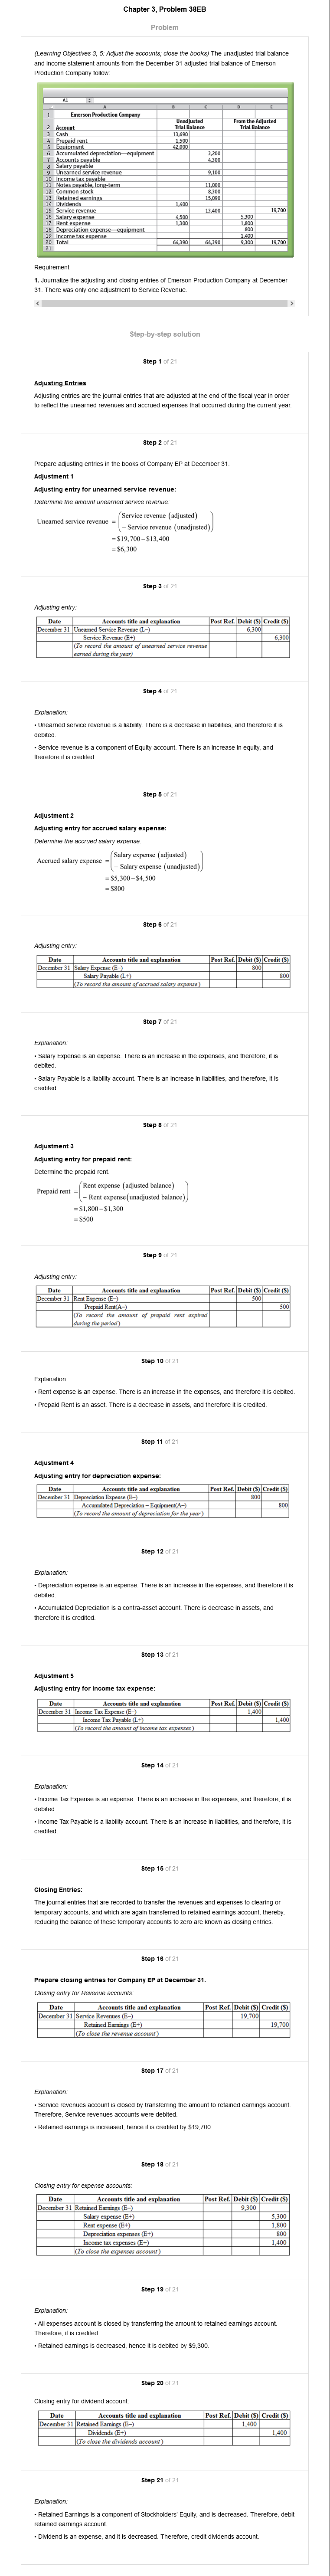 Chapter 3, Problem 38EB
Problem
(Learning Objectives 3, 5: Adjust the accounts; close the books) The unadjusted trial balance
and income statement amounts from the December 31 adjusted trial balance of Emerson
Production Company follow:
A1
A B C D E
1 Emerson Production Company
Unadjusted From the Adjusted
2 Account Trial Balance Trial Balance
3 Cash 13,690
4 Prepaid rent 1,500
5 Equipment 42,000
6 Accumulated depreciation—equipment 3,200
7 Accounts payable 4,300
8 Salary payable
9 Unearned service revenue 9,100
10 Income tax payable
11 Notes payable, long-term 11,000
12 Common stock 8,300
13 Retained earnings 15,090
14 Dividends 1,400
15 Service revenue 13,400 19,700
16 Salary expense 4,500 5,300
17 Rent expense 1,300 1,800
18 Depreciation expense—equipment 800
19 Income tax expense 1,400
20 Total 64,390 64,390 9,300 19,700
21
Requirement
1. Journalize the adjusting and closing entries of Emerson Production Company at December
31. There was only one adjustment to Service Revenue.
Step-by-step solution
Step 1 of 21
Adjusting Entries
Adjusting entries are the journal entries that are adjusted at the end of the fiscal year in order
to reflect the unearned revenues and accrued expenses that occurred during the current year.
Step 2 of 21
Prepare adjusting entries in the books of Company EP at December 31.
Adjustment 1
Adjusting entry for unearned service revenue:
Determine the amount unearned service revenue:
Unearned service revenue = (Service revenue (adjusted)
− Service revenue (unadjusted))
= $19,700 – $13,400
= $6,300
Step 3 of 21
Adjusting entry:
Date Accounts title and explanation Post Ref. Debit ($) Credit ($)
December 31 Unearned Service Revenue (L–) 6,300
Service Revenue (E+) 6,300
(To record the amount of unearned service revenue
earned during the year)
Step 4 of 21
Explanation:
• Unearned service revenue is a liability. There is a decrease in liabilities, and therefore it is
debited.
• Service revenue is a component of Equity account. There is an increase in equity, and
therefore it is credited.
Step 5 of 21
Adjustment 2
Adjusting entry for accrued salary expense:
Determine the accrued salary expense.
Accrued salary expense = (Salary expense (adjusted)
− Salary expense (unadjusted))
= $5,300 – $4,500
= $800
Step 6 of 21
Adjusting entry:
Date Accounts title and explanation Post Ref. Debit ($) Credit ($)
December 31 Salary Expense (E–) 800
Salary Payable (L+) 800
(To record the amount of accrued salary expense)
Step 7 of 21
Explanation:
• Salary Expense is an expense. There is an increase in the expenses, and therefore, it is
debited.
• Salary Payable is a liability account. There is an increase in liabilities, and therefore, it is
credited.
Step 8 of 21
Adjustment 3
Adjusting entry for prepaid rent:
Determine the prepaid rent.
Prepaid rent = (Rent expense (adjusted balance)
− Rent expense (unadjusted balance))
= $1,800 – $1,300
= $500
Step 9 of 21
Adjusting entry:
Date Accounts title and explanation Post Ref. Debit ($) Credit ($)
December 31 Rent Expense (E–) 500
Prepaid Rent(A–) 500
(To record the amount of prepaid rent expired
during the period)
Step 10 of 21
Explanation:
• Rent expense is an expense. There is an increase in the expenses, and therefore it is debited.
• Prepaid Rent is an asset. There is a decrease in assets, and therefore it is credited.
Step 11 of 21
Adjustment 4
Adjusting entry for depreciation expense:
Date Accounts title and explanation Post Ref. Debit ($) Credit ($)
December 31 Depreciation Expense (E–) 800
Accumulated Depreciation – Equipment(A–) 800
(To record the amount of depreciation for the year)
Step 12 of 21
Explanation:
• Depreciation expense is an expense. There is an increase in the expenses, and therefore it is
debited.
• Accumulated Depreciation is a contra-asset account. There is decrease in assets, and
therefore it is credited.
Step 13 of 21
Adjustment 5
Adjusting entry for income tax expense:
Date Accounts title and explanation Post Ref. Debit ($) Credit ($)
December 31 Income Tax Expense (E–) 1,400
Income Tax Payable (L+) 1,400
(To record the amount of income tax expenses)
Step 14 of 21
Explanation:
• Income Tax Expense is an expense. There is an increase in the expenses, and therefore, it is
debited.
• Income Tax Payable is a liability account. There is an increase in liabilities, and therefore, it is
credited.
Step 15 of 21
Closing Entries:
The journal entries that are recorded to transfer the revenues and expenses to clearing or
temporary accounts, and which are again transferred to retained earnings account, thereby,
reducing the balance of these temporary accounts to zero are known as closing entries.
Step 16 of 21
Prepare closing entries for Company EP at December 31.
Closing entry for Revenue accounts:
Date Accounts title and explanation Post Ref. Debit ($) Credit ($)
December 31 Service Revenues (E–) 19,700
Retained Earnings (E+) 19,700
(To close the revenue account)
Step 17 of 21
Explanation:
• Service revenues account is closed by transferring the amount to retained earnings account.
Therefore, Service revenues accounts were debited.
• Retained earnings is increased, hence it is credited by $19,700.
Step 18 of 21
Closing entry for expense accounts:
Date Accounts title and explanation Post Ref. Debit ($) Credit ($)
December 31 Retained Earnings (E–) 9,300
Salary expense (E+) 5,300
Rent expense (E+) 1,800
Depreciation expenses (E+) 800
Income tax expenses (E+) 1,400
(To close the expenses account)
Step 19 of 21
Explanation:
• All expenses account is closed by transferring the amount to retained earnings account.
Therefore, it is credited.
• Retained earnings is decreased, hence it is debited by $9,300.
Step 20 of 21
Closing entry for dividend account:
Date Accounts title and explanation Post Ref. Debit ($) Credit ($)
December 31 Retained Earnings (E–) 1,400
Dividends (E+) 1,400
(To close the dividends account)
Step 21 of 21
Explanation:
• Retained Earnings is a component of Stockholders' Equity, and is decreased. Therefore, debit
retained earnings account.
• Dividend is an expense, and it is decreased. Therefore, credit dividends account.